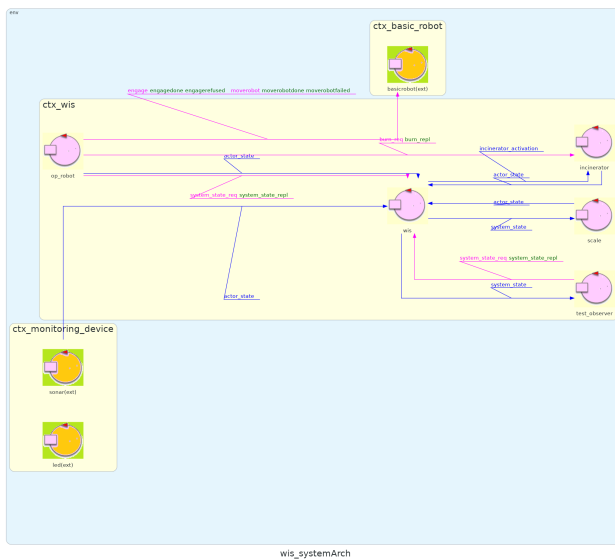 env
ctx_basic_robot
basicrobot(ext)
engage engagedone engagerefused moverobot moverobotdone moverobotfailed
ctx_wis
burn_req burn_repl
incinerator_activation
actor_state
incinerator
op_robot
actor_state
system_state_req system_state_repl
actor_state
wis
system_state
scale
system_state_req system_state_repl
system_state
actor_state
test_observer
ctx_monitoring_device
sonar(ext)
led(ext)
wis_systemArch